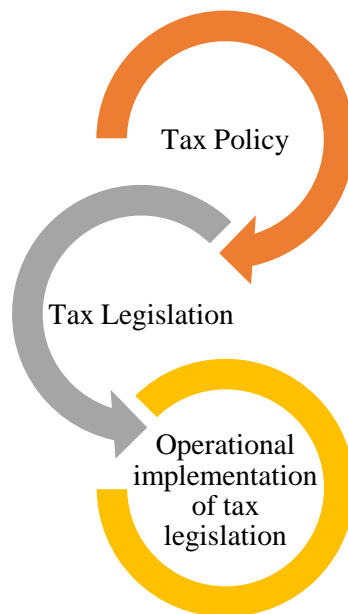 Tax Policy
Tax Legislation
Operational
implementation
of tax
legislation